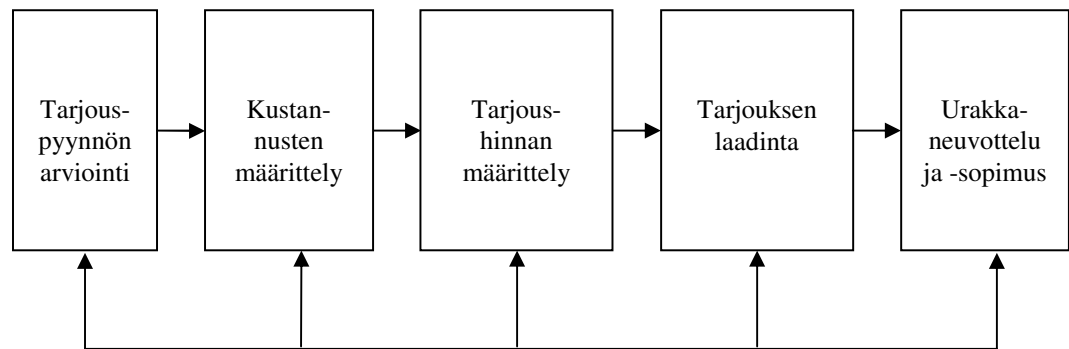 Tarjous-
pyynnön
arviointi
Kustan-
nusten
määrittely
Tarjous-
hinnan
määrittely
Tarjouksen
laadinta
Urakka-
neuvottelu
ja -sopimus